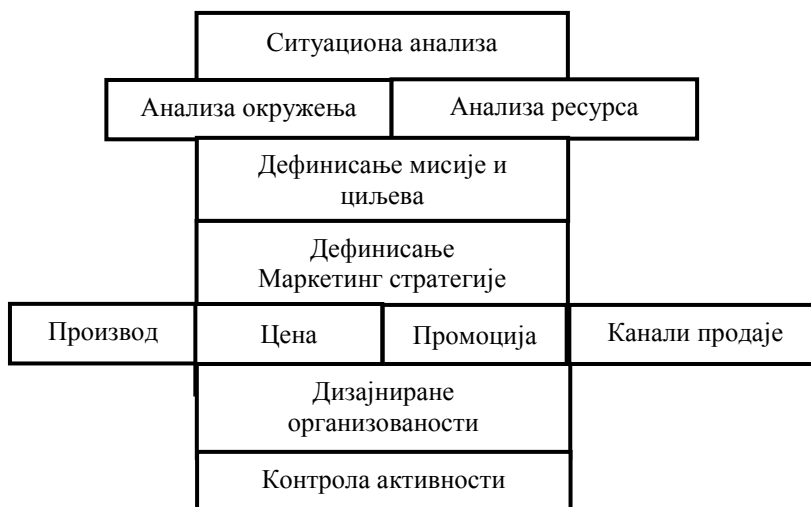 Ситуациона анализа
Анализа окружења
Анализа ресурса
Дефинисање мисије и
циљева
Дефинисање
Маркетинг стратегије
Производ
Цена
Промоција
Канали продаје
Дизајниране
организованости
Контрола активности